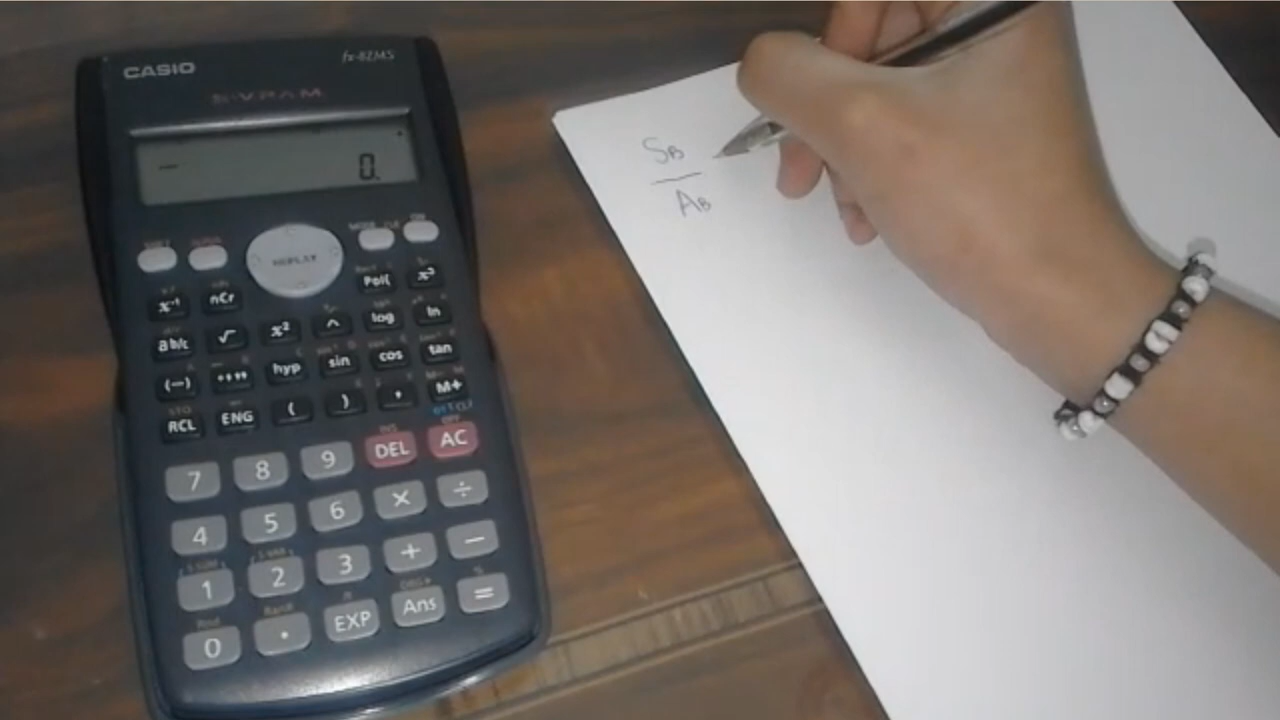 CASIO fx-82MS
S-V.P.A.M.
- 0.
REPLAY
x⁻¹ nCr Pol( x³
a b/c √ x² ^ log ln
(-) °'" hyp sin cos tan
RCL ENG ( ) , M+
7 8 9 DEL AC
4 5 6 × ÷
1 2 3 + −
0 . EXP Ans =
SB
AB